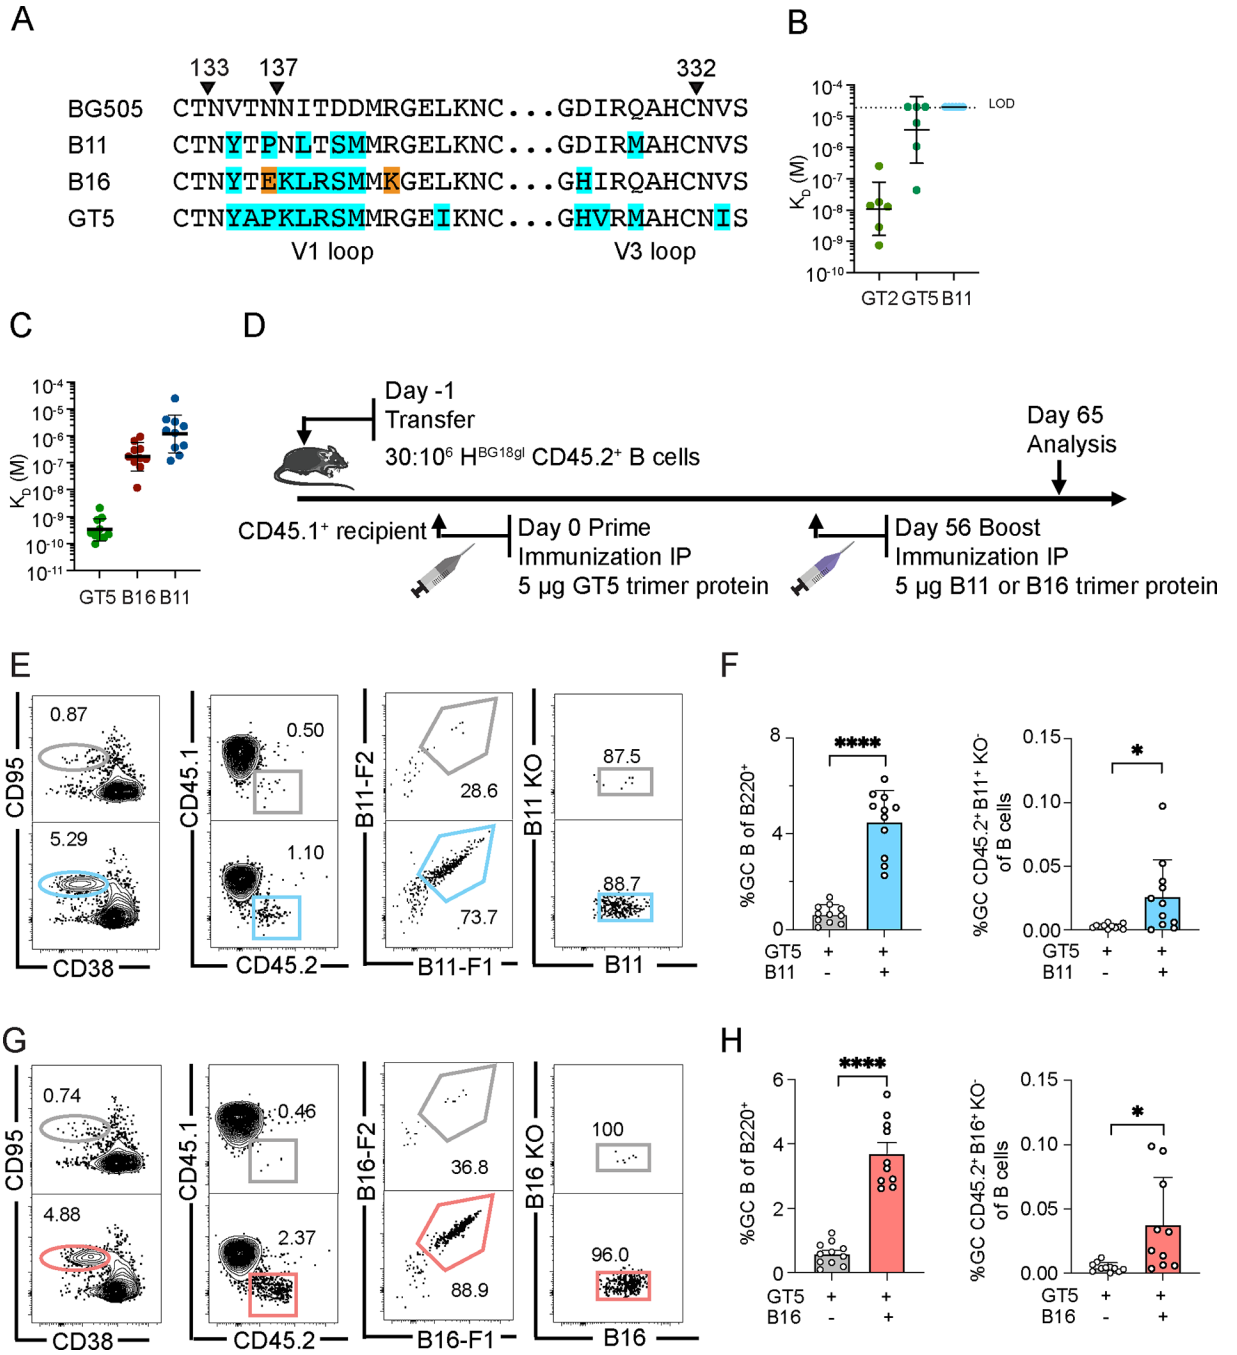 A
133 137 332
BG505 CTNVTNNITDDMRGELKNC...GDIRQAHCNVS
B11 CTNYTPNLTSMMRGELKNC...GDIRMAHCNVS
B16 CTNYTEKLRSMMKGELKNC...GHIRQAHCNVS
GT5 CTNYAPKLRSMMRGEIKNC...GHVRMAHCNIS
V1 loop V3 loop
B
K_D (M)
10⁻⁴
10⁻⁵
10⁻⁶
10⁻⁷
10⁻⁸
10⁻⁹
10⁻¹⁰
LOD
GT2 GT5 B11
C
K_D (M)
10⁻⁴
10⁻⁵
10⁻⁶
10⁻⁷
10⁻⁸
10⁻⁹
10⁻¹⁰
10⁻¹¹
GT5 B16 B11
D
Day -1
Transfer
30:10⁶ H^BG18gl CD45.2⁺ B cells
Day 65
Analysis
CD45.1⁺ recipient
Day 0 Prime
Immunization IP
5 µg GT5 trimer protein
Day 56 Boost
Immunization IP
5 µg B11 or B16 trimer protein
E
CD95
0.87
5.29
CD38
CD45.1
0.50
1.10
CD45.2
B11-F2
28.6
73.7
B11-F1
B11 KO
87.5
88.7
B11
F
%GC B of B220⁺
8
4
0
****
GT5 + +
B11 - +
%GC CD45.2⁺ B11⁺ KO⁻
of B cells
0.15
0.10
0.05
0.00
*
GT5 + +
B11 - +
G
CD95
0.74
4.88
CD38
CD45.1
0.46
2.37
CD45.2
B16-F2
36.8
88.9
B16-F1
B16 KO
100
96.0
B16
H
%GC B of B220⁺
6
4
2
0
****
GT5 + +
B16 - +
%GC CD45.2⁺ B16⁺ KO⁻
of B cells
0.15
0.10
0.05
0.00
*
GT5 + +
B16 - +